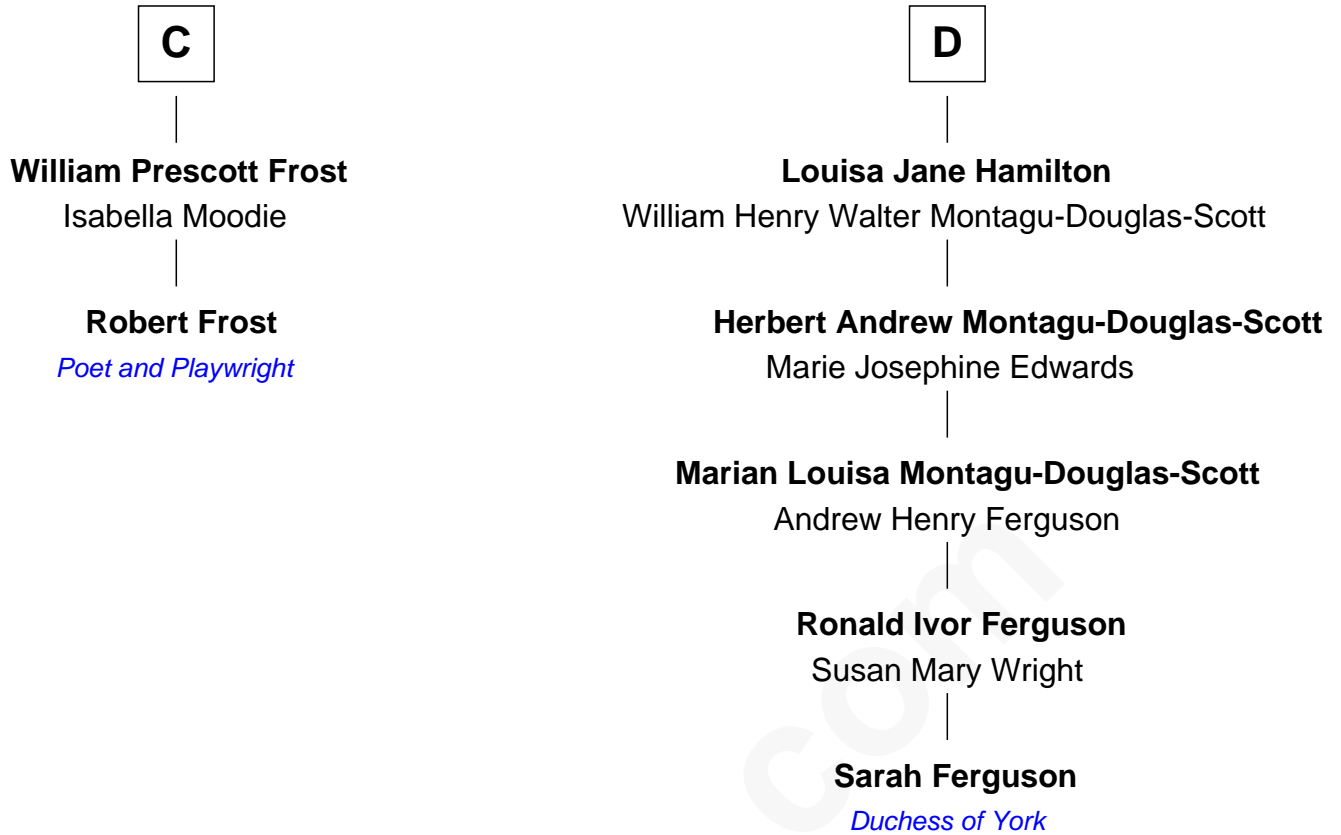 C
William Prescott Frost
Isabella Moodie
Robert Frost
Poet and Playwright
D
Louisa Jane Hamilton
William Henry Walter Montagu-Douglas-Scott
Herbert Andrew Montagu-Douglas-Scott
Marie Josephine Edwards
Marian Louisa Montagu-Douglas-Scott
Andrew Henry Ferguson
Ronald Ivor Ferguson
Susan Mary Wright
Sarah Ferguson
Duchess of York
com